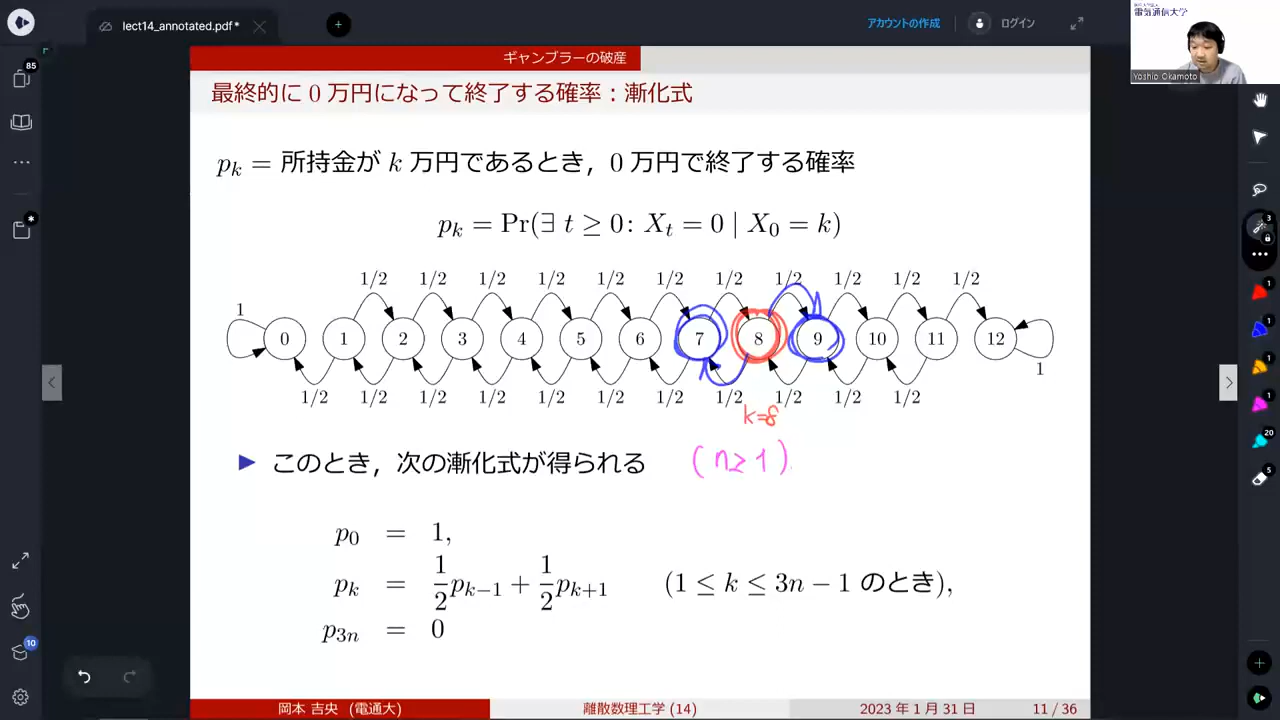 lect14_annotated.pdf*
アカウントの作成
ログイン
電気通信大学
Yoshio Okamoto
85
ギャンブラーの破産
最終的に 0 万円になって終了する確率：漸化式
p_k = 所持金が k 万円であるとき，0 万円で終了する確率
p_k = Pr(∃ t ≥ 0: X_t = 0 | X_0 = k)
1/2 1/2 1/2 1/2 1/2 1/2 1/2 1/2 1/2 1/2 1/2
1
0 1 2 3 4 5 6 7 8 9 10 11 12
1
1/2 1/2 1/2 1/2 1/2 1/2 1/2 1/2 1/2 1/2 1/2
k=8
▶ このとき，次の漸化式が得られる (n≥1)
p_0 = 1,
p_k = 1/2 p_{k−1} + 1/2 p_{k+1} (1 ≤ k ≤ 3n − 1 のとき),
p_{3n} = 0
岡本 吉央 (電通大)
離散数理工学 (14)
2023 年 1 月 31 日
11 / 36
3
1
1
1
1
20
5
10